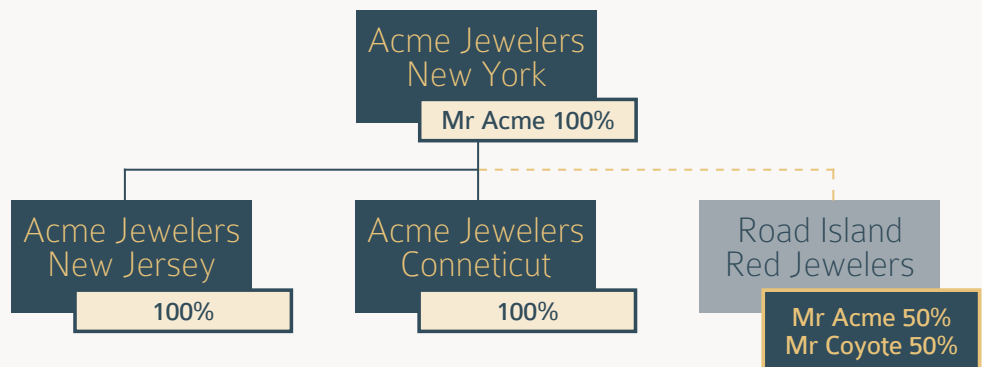 Acme Jewelers
New York
Mr Acme 100%
Acme Jewelers
New Jersey
100%
Acme Jewelers
Conneticut
100%
Road Island
Red Jewelers
Mr Acme 50%
Mr Coyote 50%